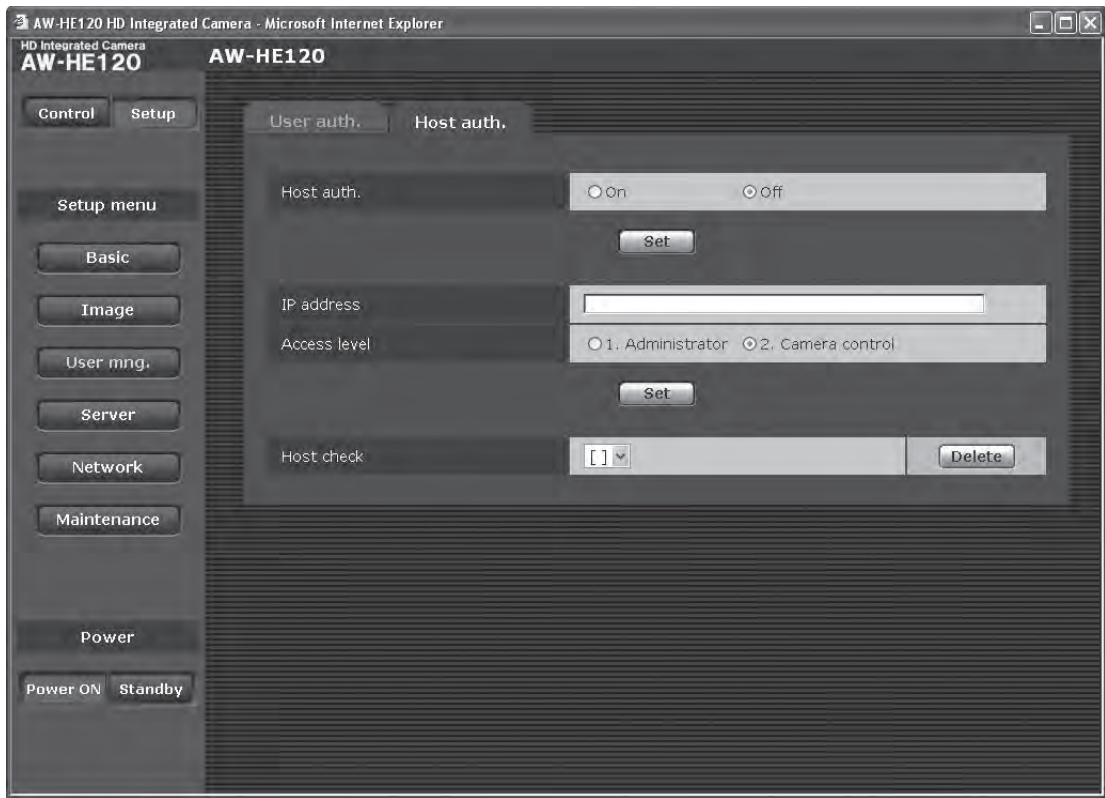 AW-HE120 HD Integrated Camera - Microsoft Internet Explorer
HD Integrated Camera
AW-HE120
AW-HE120
Control Setup
User auth. Host auth.
Host auth. On Off
Set
Setup menu
Basic
Image
User mng.
Server
Network
Maintenance
IP address
Access level 1. Administrator 2. Camera control
Set
Host check [ ] Delete
Power
Power ON Standby